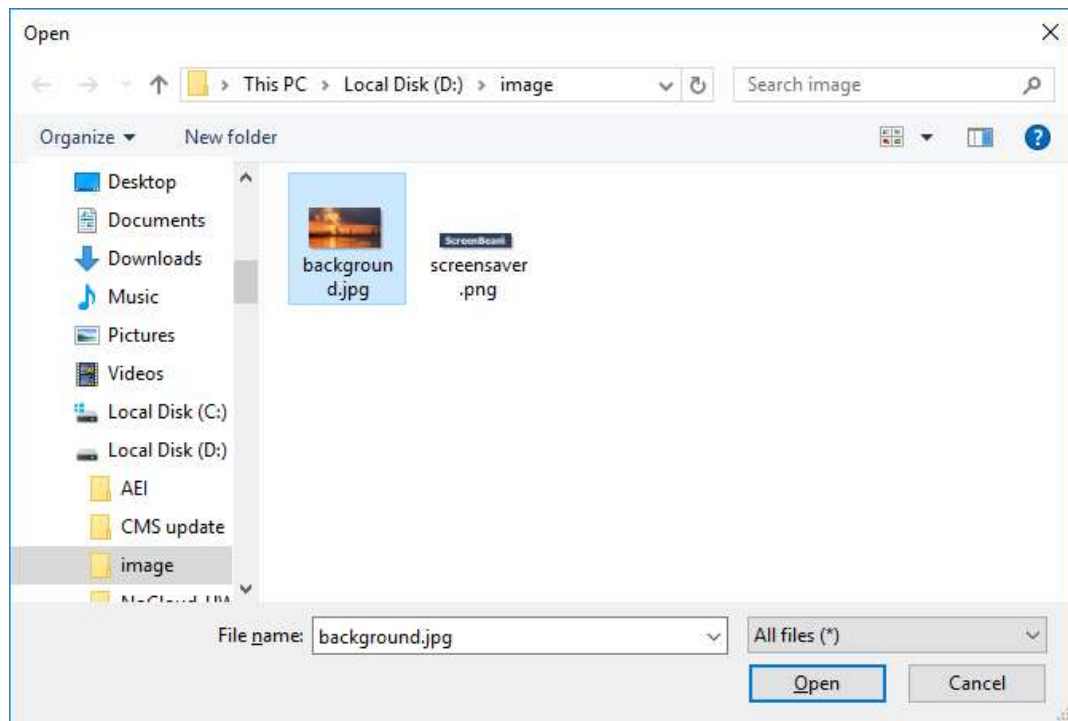 Open
This PC > Local Disk (D:) > image
Search image
Organize
New folder
Desktop
Documents
Downloads
Music
Pictures
Videos
Local Disk (C:)
Local Disk (D:)
AEI
CMS update
image
backgroun
d.jpg
ScreenBeam
screensaver
.png
File name:
background.jpg
All files (*)
Open
Cancel